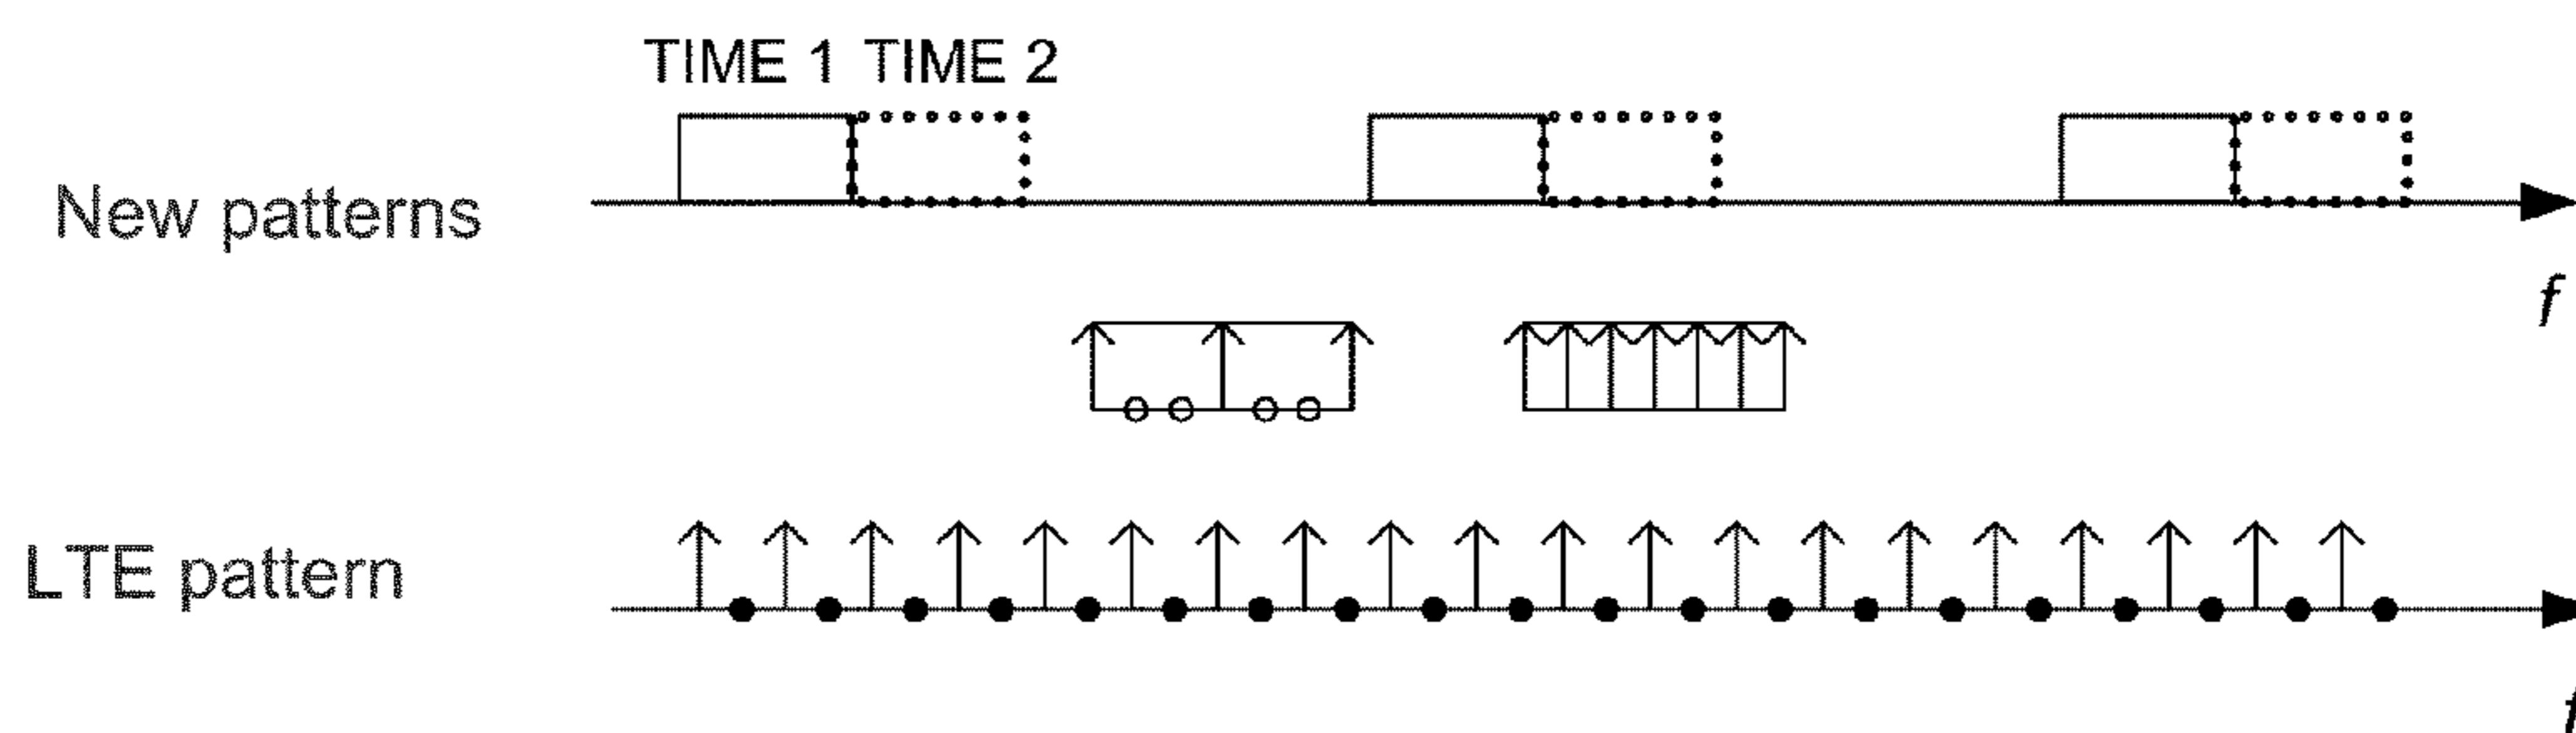 TIME 1 TIME 2
New patterns
f
LTE pattern
f